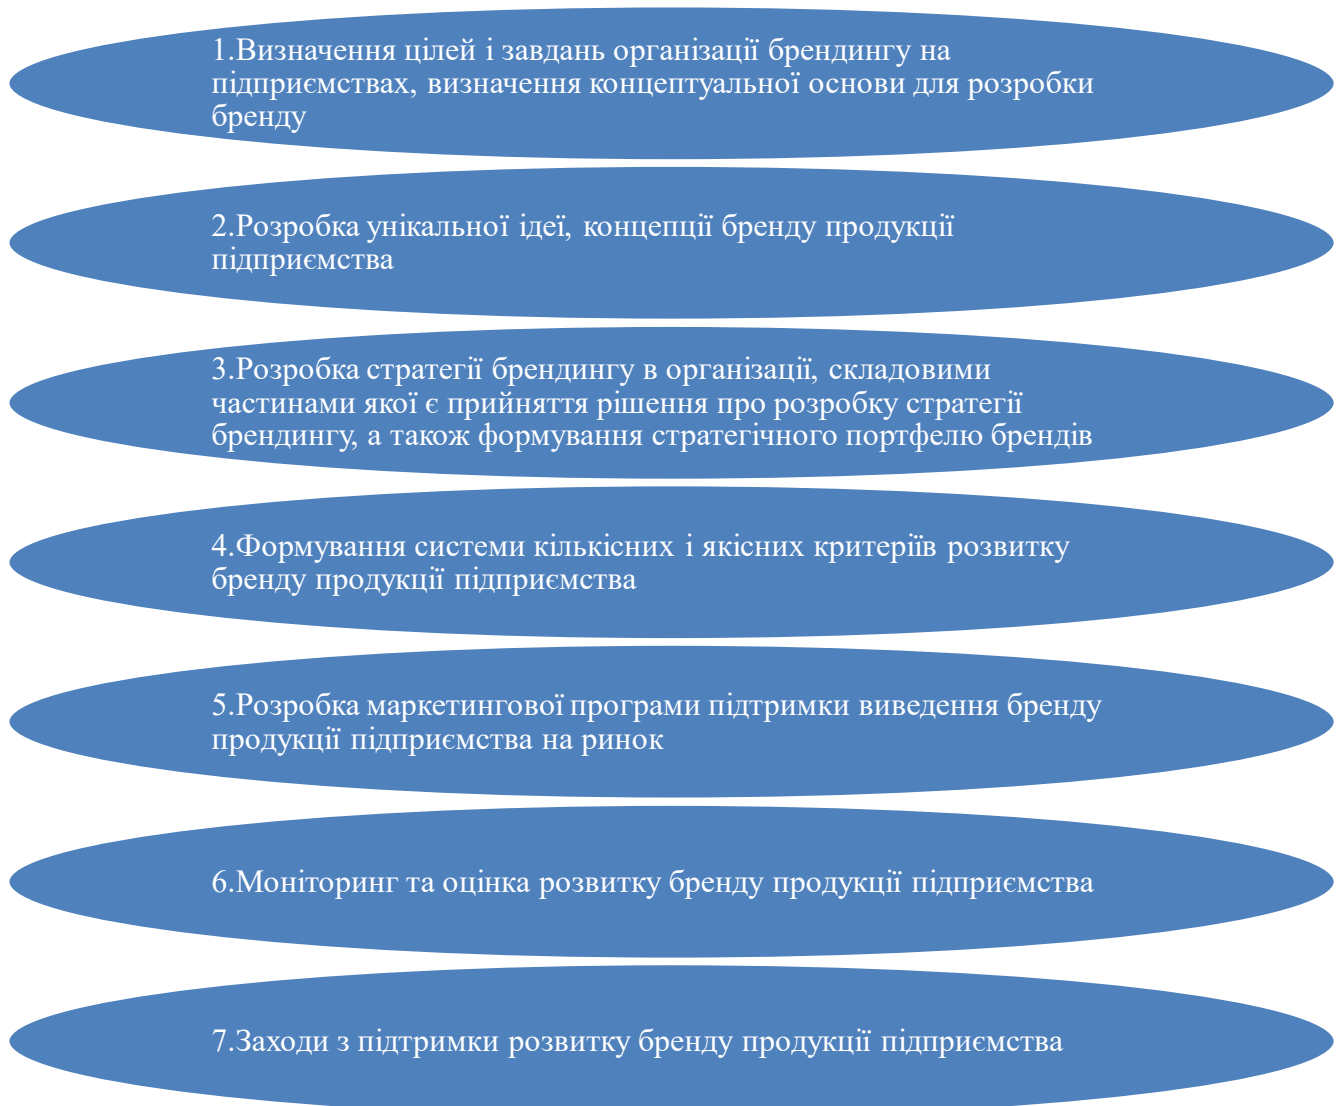 1.Визначення цілей і завдань організації брендингу на
підприємствах, визначення концептуальної основи для розробки
бренду
2.Розробка унікальної ідеї, концепції бренду продукції
підприємства
3.Розробка стратегії брендингу в організації, складовими
частинами якої є прийняття рішення про розробку стратегії
брендингу, а також формування стратегічного портфелю брендів
4.Формування системи кількісних і якісних критеріїв розвитку
бренду продукції підприємства
5.Розробка маркетингової програми підтримки виведення бренду
продукції підприємства на ринок
6.Моніторинг та оцінка розвитку бренду продукції підприємства
7.Заходи з підтримки розвитку бренду продукції підприємства